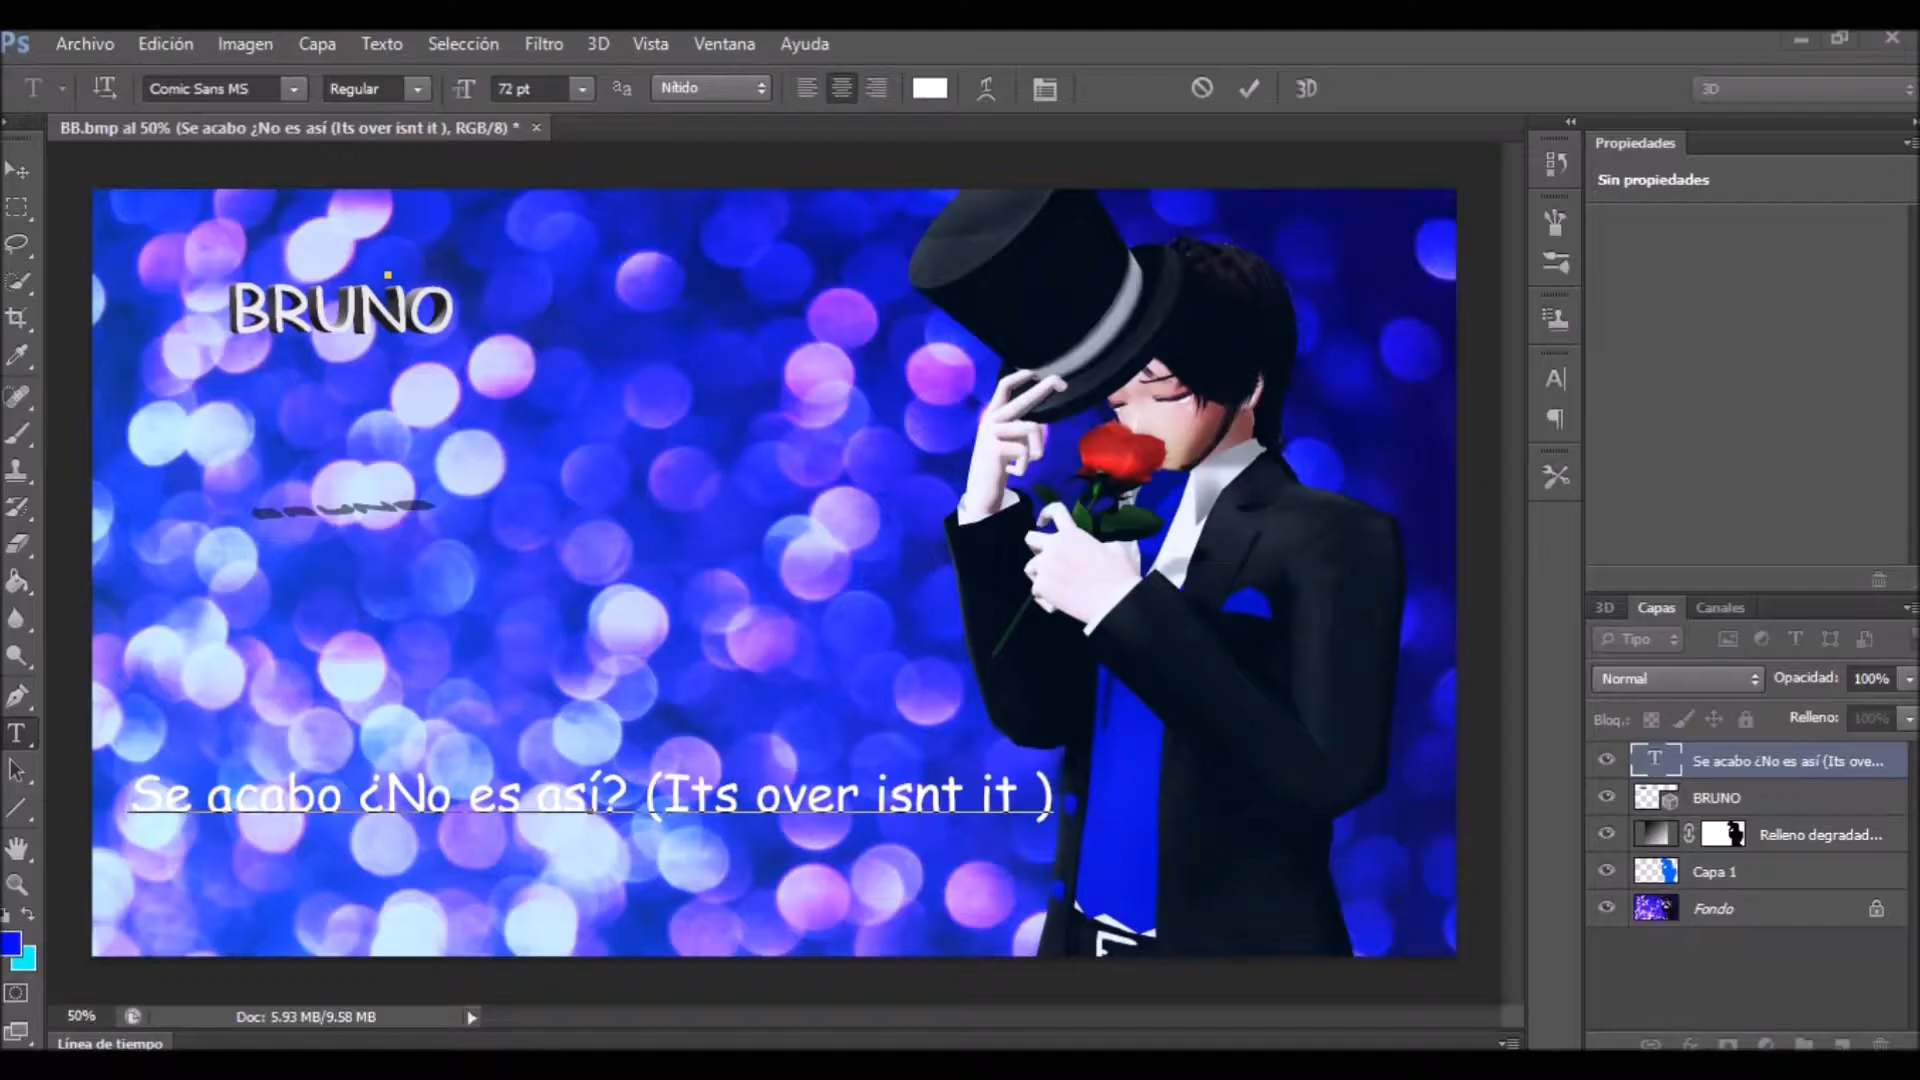 Ps Archivo Edición Imagen Capa Texto Selección Filtro 3D Vista Ventana Ayuda
T Comic Sans MS Regular 72 pt aa Nítido 3D 3D
BB.bmp al 50% (Se acabo ¿No es así (Its over isnt it ), RGB/8) *
Propiedades
Sin propiedades
BRUNO
BRUNO
Se acabo ¿No es así? (Its over isnt it )
3D Capas Canales
Tipo
Normal Opacidad: 100%
Bloq.: Relleno: 100%
Se acabo ¿No es así (Its ove...
BRUNO
Relleno degradad...
Capa 1
Fondo
50% Doc: 5.93 MB/9.58 MB
Línea de tiempo